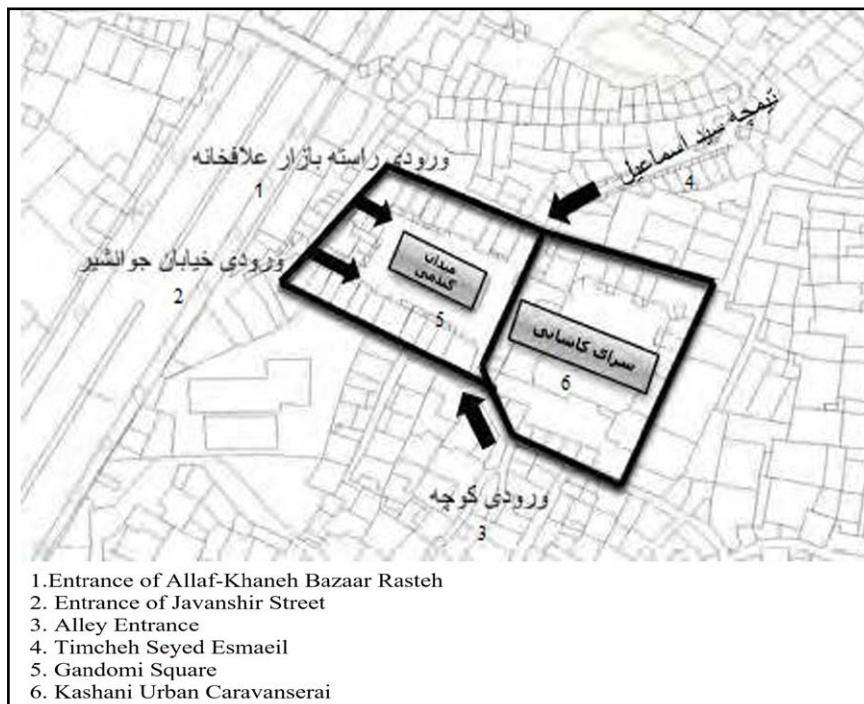 تیمچه سید اسماعیل
4
ورودی راسته بازار علافخانه
1
ورودی خیابان جوانشیر
2
میدان
گندمی
5
سرای کاشانی
6
ورودی کوچه
3
1.Entrance of Allaf-Khaneh Bazaar Rasteh
2. Entrance of Javanshir Street
3. Alley Entrance
4. Timcheh Seyed Esmaeil
5. Gandomi Square
6. Kashani Urban Caravanserai